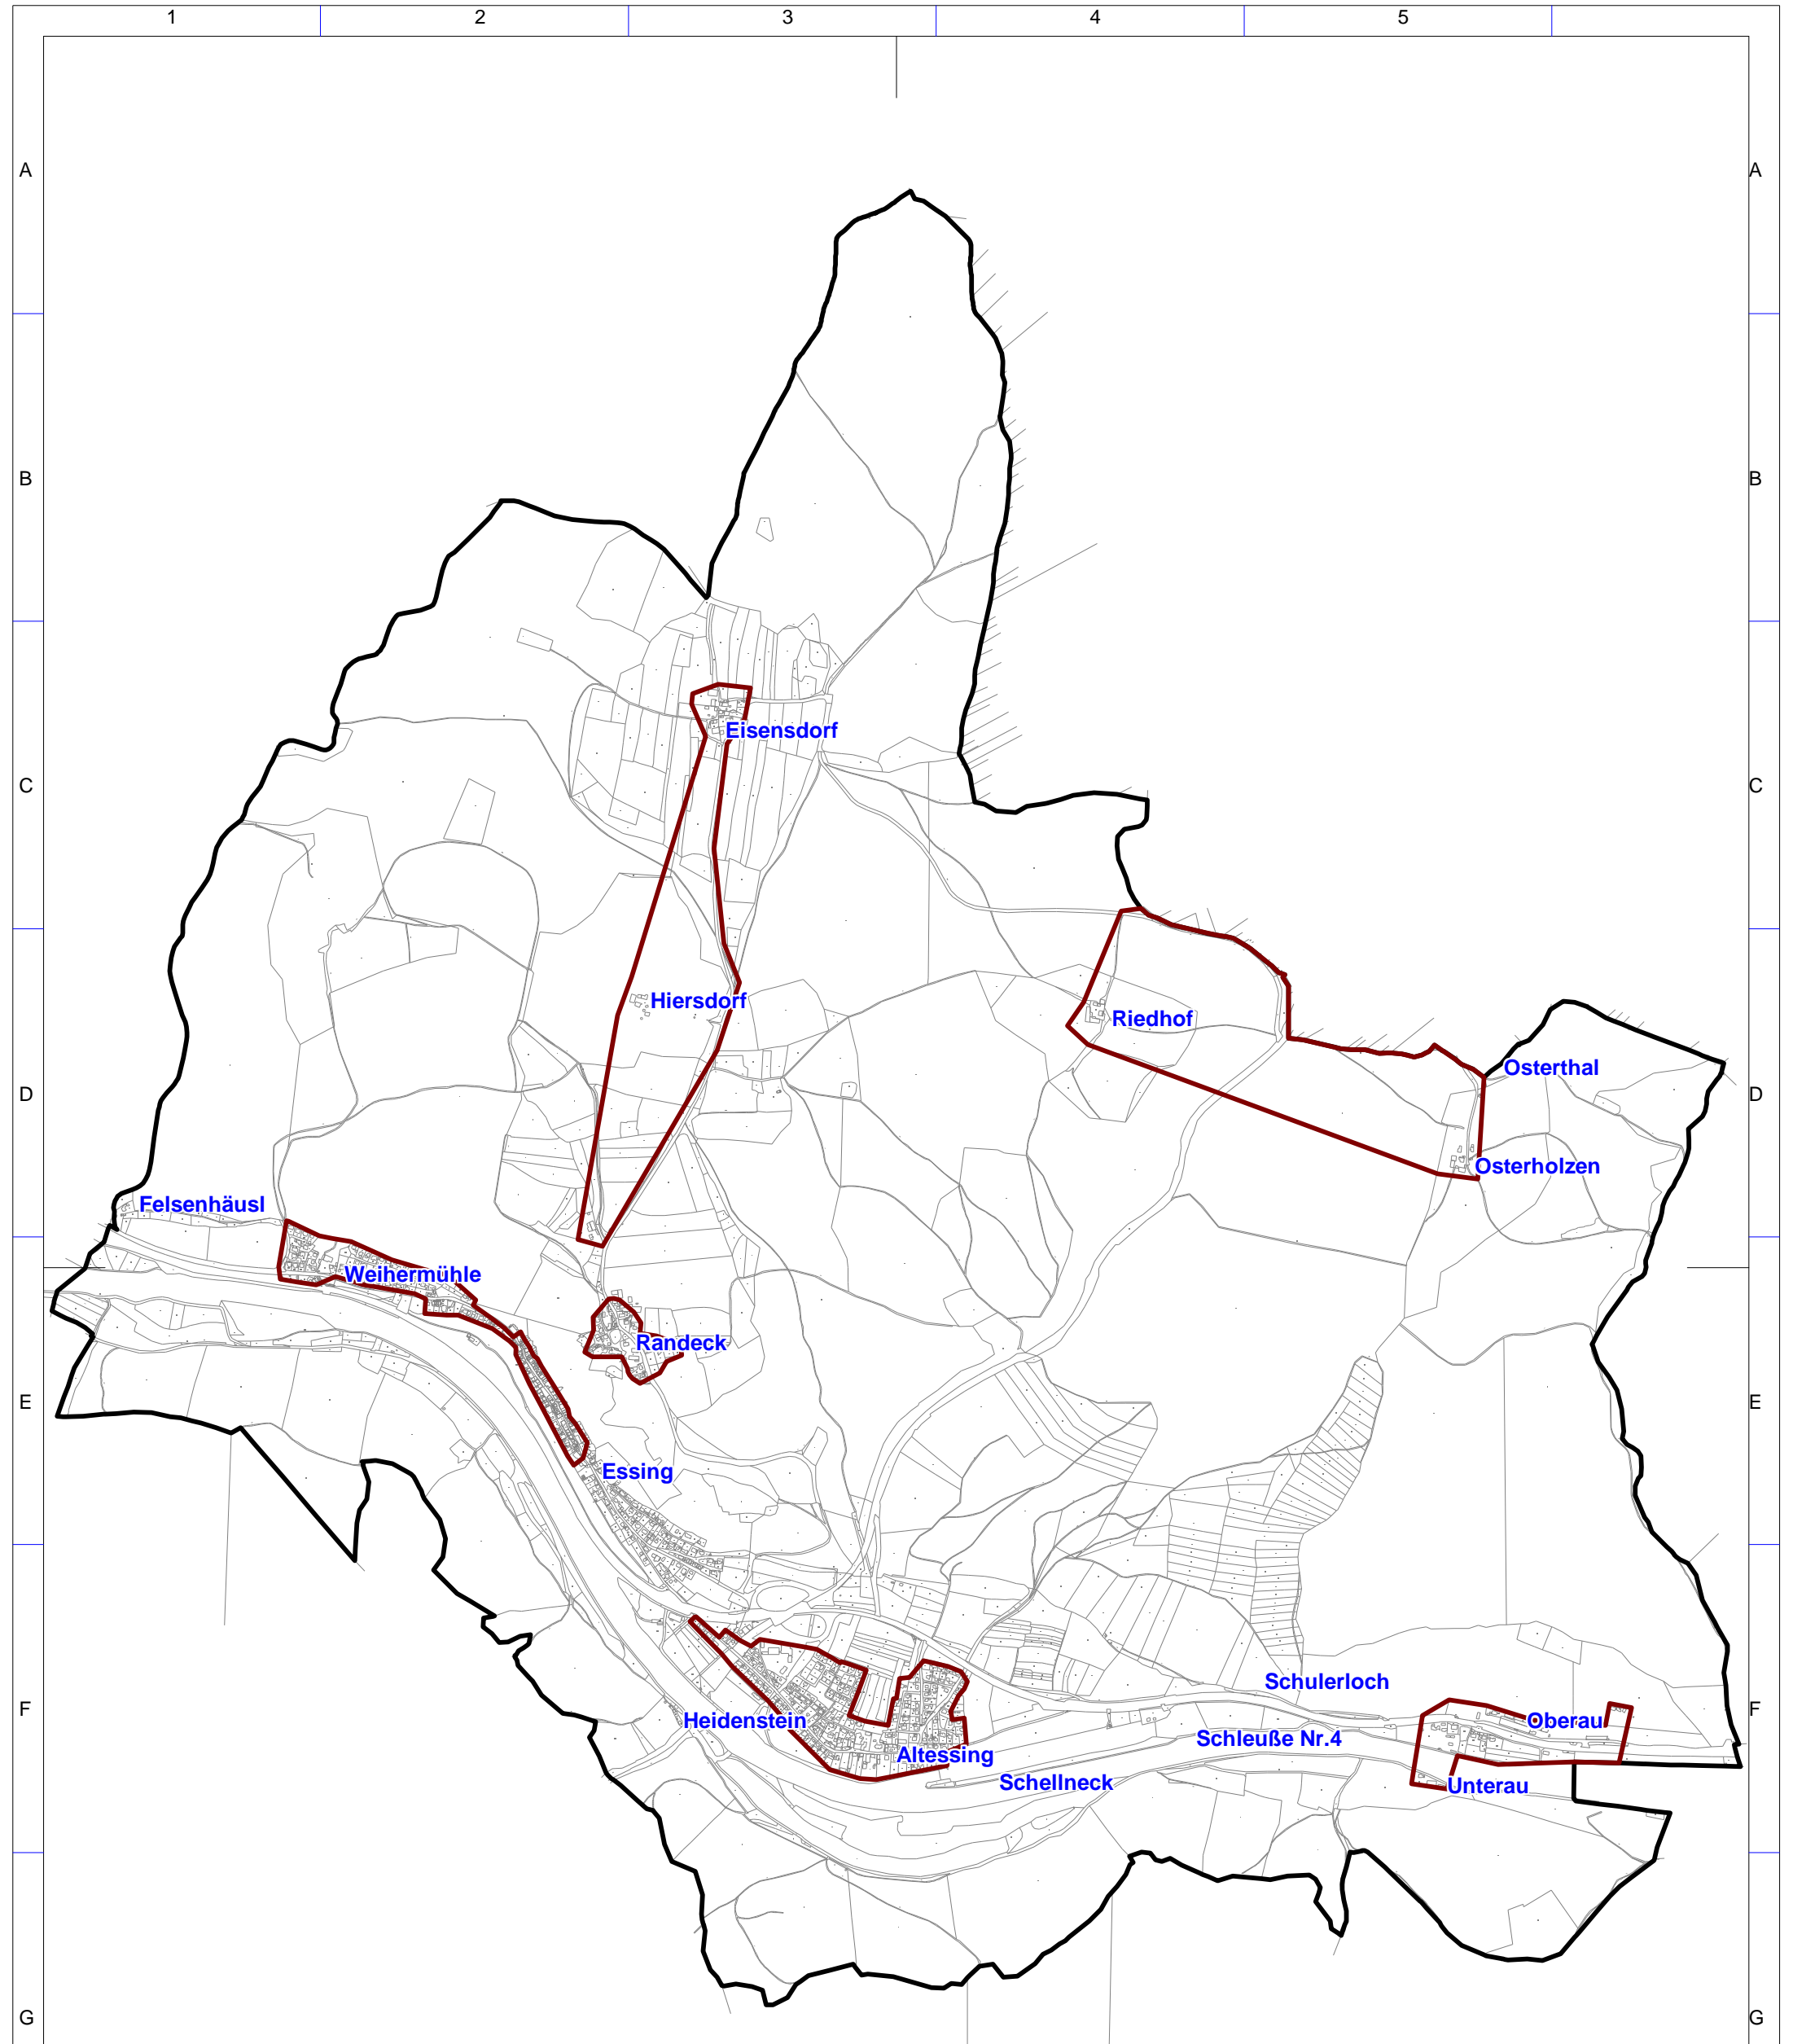 1 2 3 4 5
A A
B B
C C
Eisensdorf
Hiersdorf
Riedhof
D D
Osterthal
Osterholzen
Felsenhäusl
Weihermühle
Randeck
E E
Essing
Schulerloch
F F
Heidenstein
Oberau
Schleuße Nr.4
Altessing
Schellneck
Unterau
G G